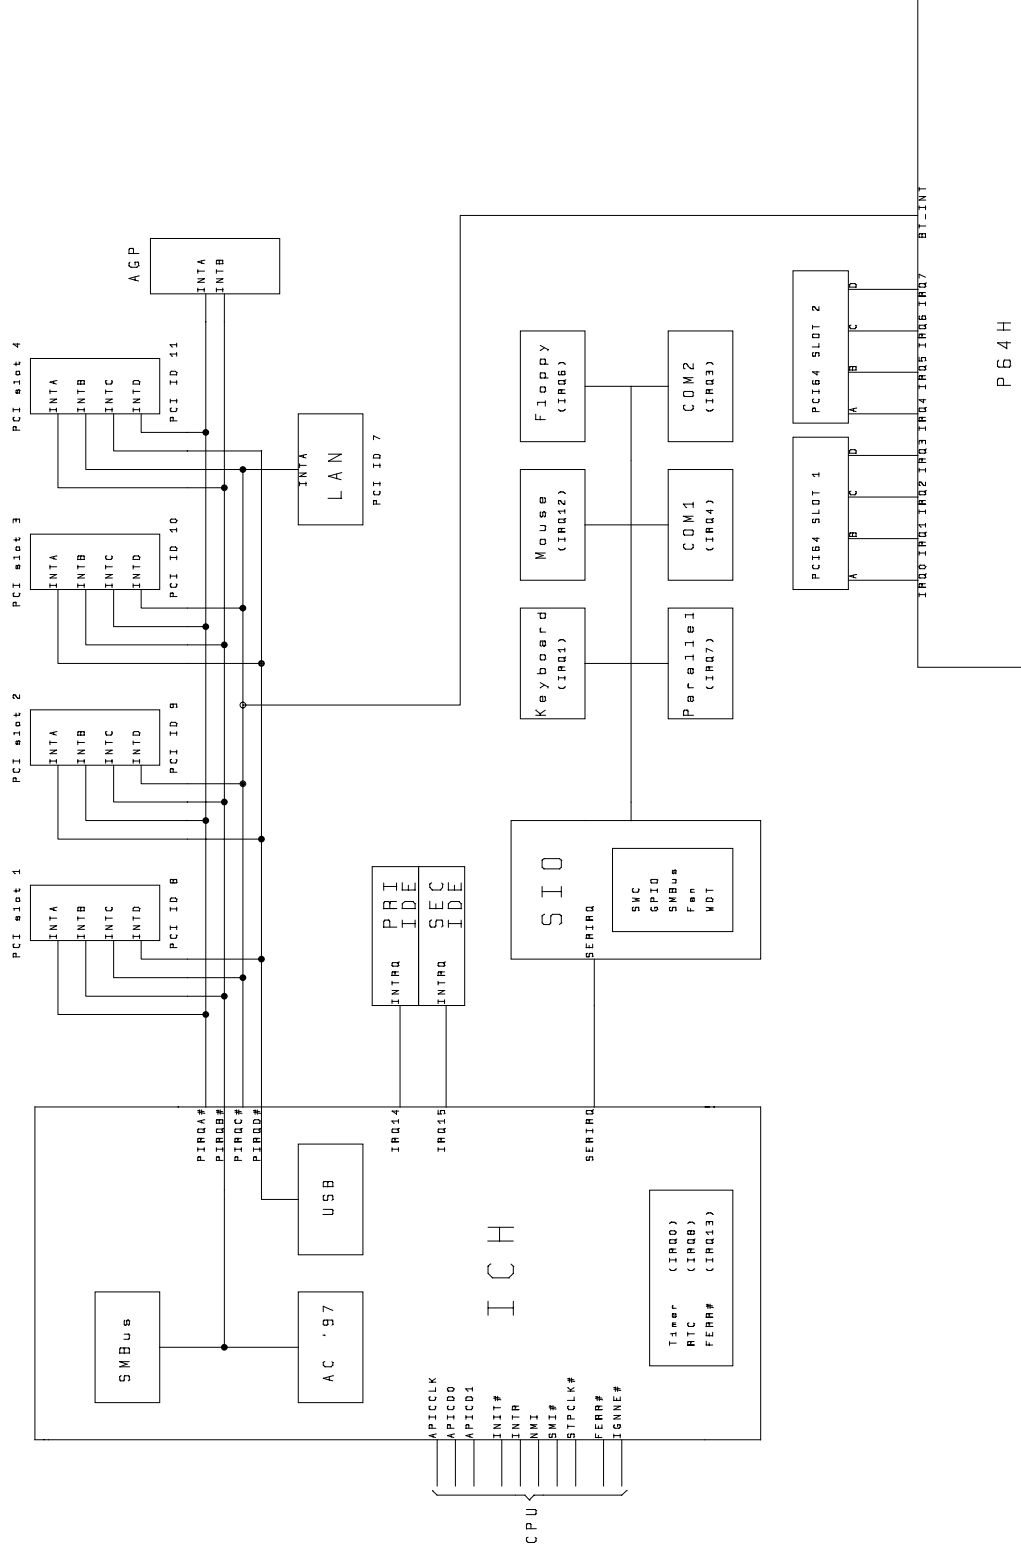 PCI slot 1
INTA
INTB
INTC
INTD
PCI ID 8
PCI slot 2
INTA
INTB
INTC
INTD
PCI ID 9
PCI slot 3
INTA
INTB
INTC
INTD
PCI ID 10
PCI slot 4
INTA
INTB
INTC
INTD
PCI ID 11
AGP
INTA
INTB
INTA
LAN
PCI ID 7
SMBus
AC '97
USB
PIRQA#
PIRQB#
PIRQC#
PIRQD#
IRQ14
IRQ15
SERIRQ
ICH
Timer (IRQ0)
RTC (IRQ8)
FERR# (IRQ13)
APICCLK
APICD0
APICD1
INIT#
INTR
NMI
SMI#
STPCLK#
FERR#
IGNNE#
CPU
INTRQ
PRI
IDE
INTRQ
SEC
IDE
SIO
SERIRQ
SWC
GPIO
SMBus
Fan
WDT
Keyboard
(IRQ1)
Mouse
(IRQ12)
Floppy
(IRQ6)
Parallel
(IRQ7)
COM1
(IRQ4)
COM2
(IRQ3)
PCI64 SLOT 1
A
B
C
D
PCI64 SLOT 2
A
B
C
D
IRQ0 IRQ1 IRQ2 IRQ3 IRQ4 IRQ5 IRQ6 IRQ7 BT_INT
P64H